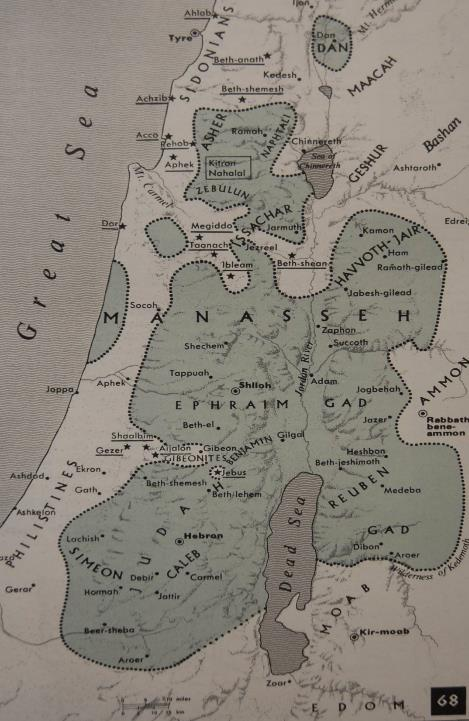 Tjon
Ahlab
Mt. Herm
Tyre
Dan
DAN
SIDONIANS
Beth-anath
MAACAH
Kedesh
Beth-shemesh
Achzib
ASHER
Ramah
NAPHTALI
Bashan
Acco
Rehob
Chinnereth
Sea of
Chinnereth
GESHUR
Aphek
Kitron
Nahalal
Ashtaroth
Mt. Carmel
ZEBULUN
Great Sea
Dor
ISSACHAR
Edrei
Megiddo
Jarmuth
Kamon
Taanach
Jezreel
Ham
HAVVOTH-JAIR
Ibleam
Beth-shean
Ramoth-gilead
Jabesh-gilead
Socoh
MANASSEH
Zaphon
Shechem
Succoth
Jordan River
Tappuah
Adam
Joppa
Aphek
Shiloh
Jogbehah
AMMON
EPHRAIM
GAD
Rabbath
bene-
ammon
Beth-el
Jazer
Shaalbim
Gilgal
Gezer
Aijalon
Gibeon
BENJAMIN
Heshbon
GIBEONITES
Beth-jeshimoth
Ashdod
Ekron
Jebus
Beth-shemesh
Medeba
Gath
Bethlehem
REUBEN
Ashkelon
PHILISTINES
JUDAH
GAD
Lachish
Hebron
Dibon
Aroer
Dead Sea
Wilderness of Kedemoth
SIMEON
CALEB
Debir
Carmel
Gerar
Hormah
Jattir
MOAB
Beer-sheba
Kir-moab
Aroer
Zoar
68
EDOM